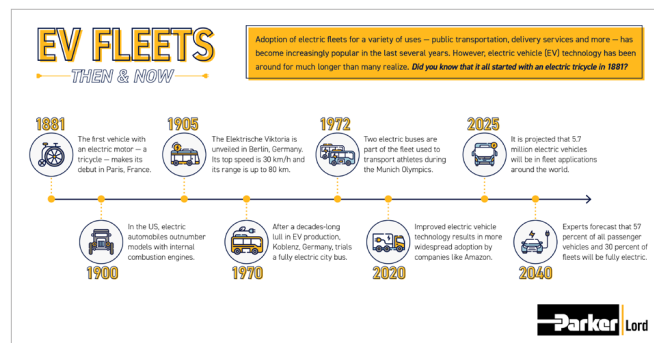 EV FLEETS
THEN & NOW
Adoption of electric fleets for a variety of uses — public transportation, delivery services and more — has
become increasingly popular in the last several years. However, electric vehicle (EV) technology has been
around for much longer than many realize. Did you know that it all started with an electric tricycle in 1881?
1881
The first vehicle with
an electric motor — a
tricycle — makes its
debut in Paris, France.
1905
The Elektrische Viktoria is
unveiled in Berlin, Germany.
Its top speed is 30 km/h and
its range is up to 80 km.
1972
Two electric buses are
part of the fleet used to
transport athletes during
the Munich Olympics.
2025
It is projected that 5.7
million electric vehicles
will be in fleet applications
around the world.
In the US, electric
automobiles outnumber
models with internal
combustion engines.
1900
After a decades-long
lull in EV production,
Koblenz, Germany, trials
a fully electric city bus.
1970
Improved electric vehicle
technology results in more
widespread adoption by
companies like Amazon.
2020
Experts forecast that 57
percent of all passenger
vehicles and 30 percent of
fleets will be fully electric.
2040
Parker Lord